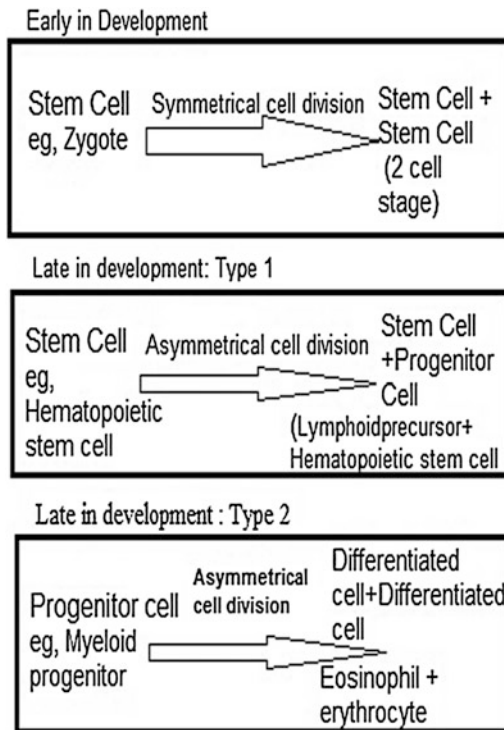 Early in Development
Stem Cell
eg, Zygote
Symmetrical cell division
Stem Cell +
Stem Cell
(2 cell
stage)
Late in development: Type 1
Stem Cell
eg,
Hematopoietic
stem cell
Asymmetrical cell division
Stem Cell
+Progenitor
Cell
(Lymphoidprecursor+
Hematopoietic stem cell
Late in development : Type 2
Progenitor cell
eg, Myeloid
progenitor
Asymmetrical
cell division
Differentiated
cell+Differentiated
cell
Eosinophil +
erythrocyte